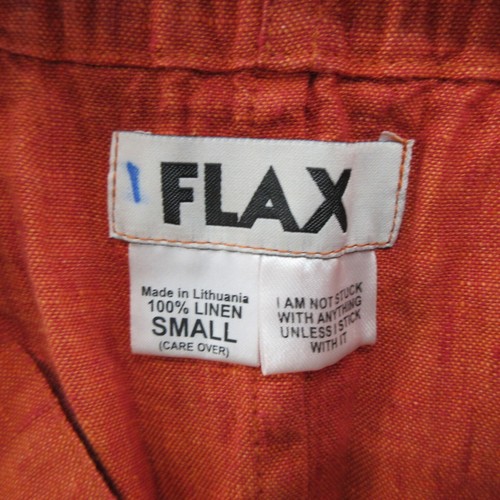 FLAX
Made in Lithuania
100% LINEN
SMALL
(CARE OVER)
I AM NOT STUCK
WITH ANYTHING
UNLESS I STICK
WITH IT